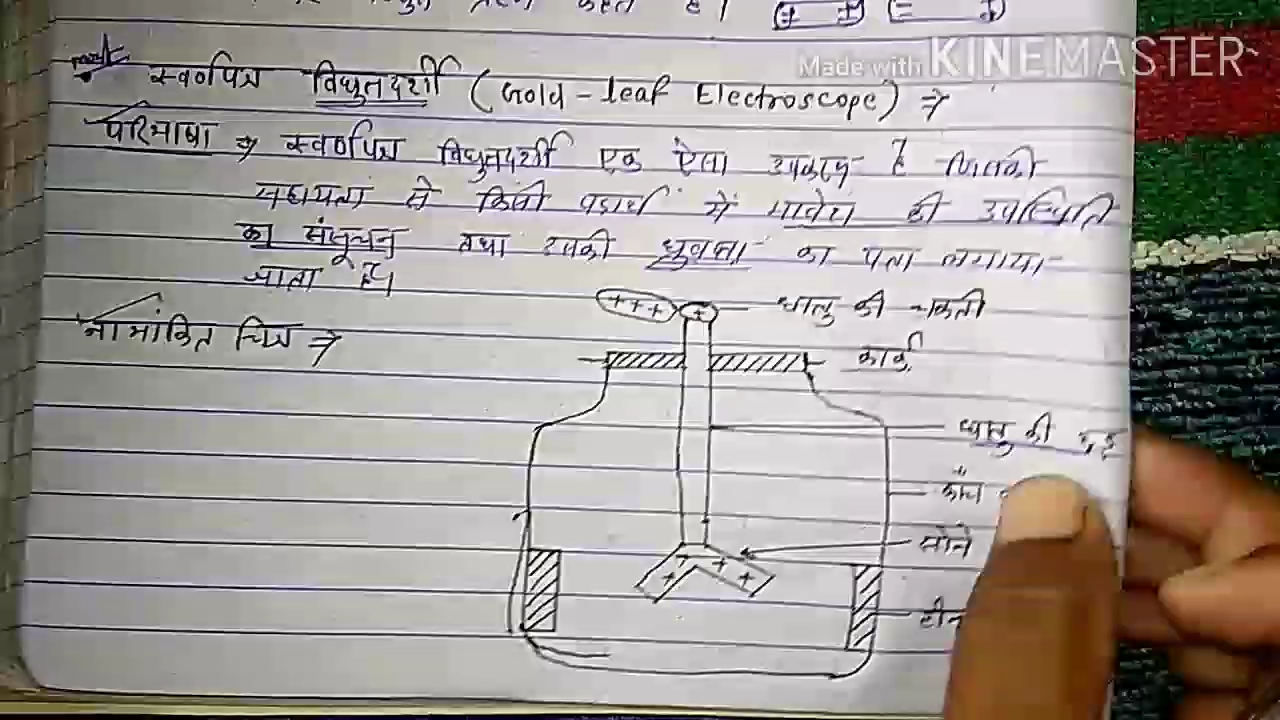 कहते हैं।
Made with KINEMASTER
स्वर्णपत्र विधुतदर्शी (Gold-leaf Electroscope) ⇒
परिभाषा ⇒ स्वर्णपत्र विधुतदर्शी एक ऐसा उपकरण है जिसकी
सहायता से किसी पदार्थ में आवेश की उपस्थिति
का संसूचन तथा उसकी ध्रुवता का पता लगाया
जाता है।
+++ + धातु की चकती
नामांकित चित्र ⇒
कार्क
धातु की छड़
काँच
सोने
+ + + +
टीन